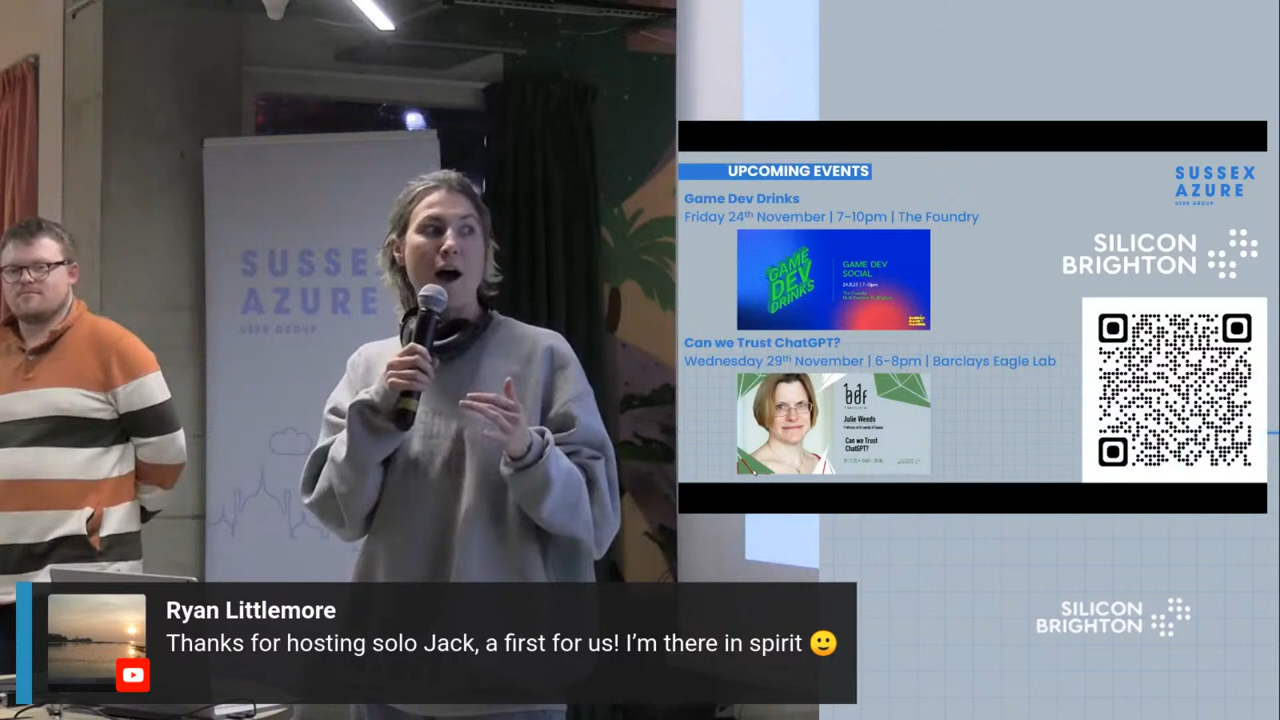 SUSSE
AZURE
USER GROUP
UPCOMING EVENTS
Game Dev Drinks
Friday 24th November | 7-10pm | The Foundry
GAME
DEV
DRINKS
GAME DEV
SOCIAL
Can we Trust ChatGPT?
Wednesday 29th November | 6-8pm | Barclays Eagle Lab
Julie Weeds
Can we Trust
ChatGPT?
SUSSEX
AZURE
USER GROUP
SILICON
BRIGHTON
Ryan Littlemore
Thanks for hosting solo Jack, a first for us! I’m there in spirit 🙂
SILICON
BRIGHTON